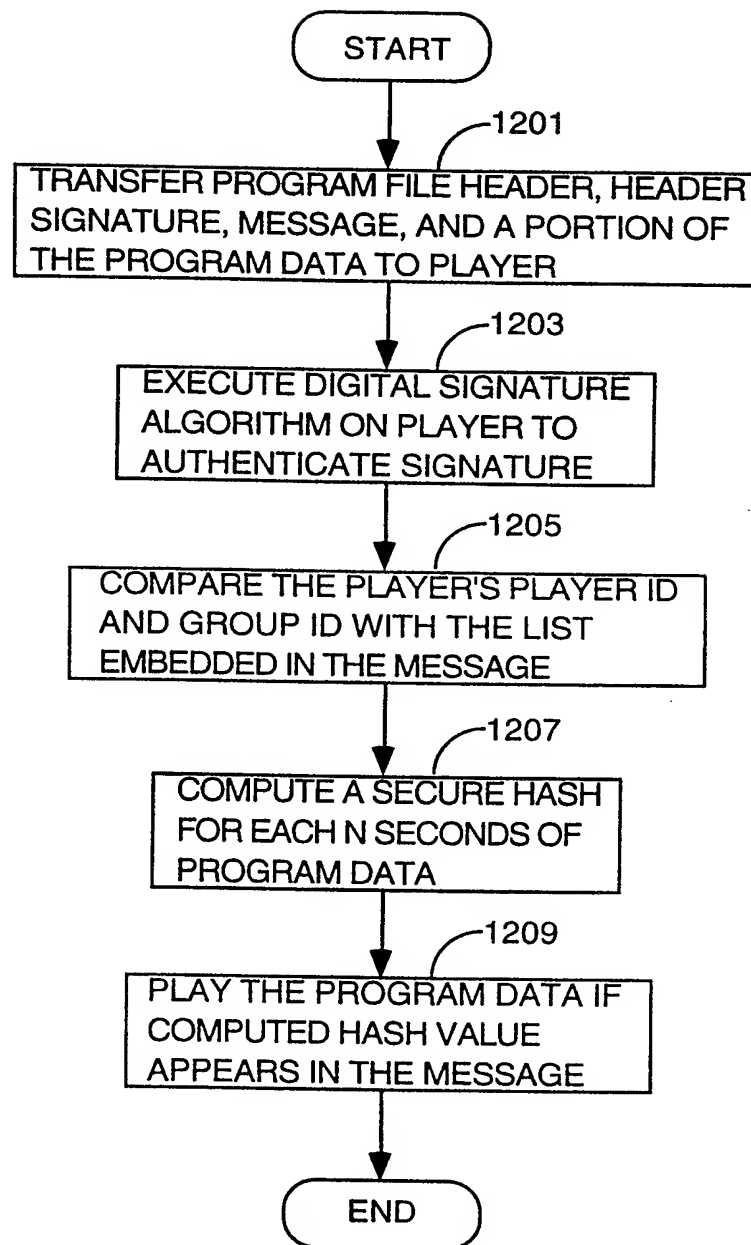 START
1201
TRANSFER PROGRAM FILE HEADER, HEADER
SIGNATURE, MESSAGE, AND A PORTION OF
THE PROGRAM DATA TO PLAYER
1203
EXECUTE DIGITAL SIGNATURE
ALGORITHM ON PLAYER TO
AUTHENTICATE SIGNATURE
1205
COMPARE THE PLAYER'S PLAYER ID
AND GROUP ID WITH THE LIST
EMBEDDED IN THE MESSAGE
1207
COMPUTE A SECURE HASH
FOR EACH N SECONDS OF
PROGRAM DATA
1209
PLAY THE PROGRAM DATA IF
COMPUTED HASH VALUE
APPEARS IN THE MESSAGE
END